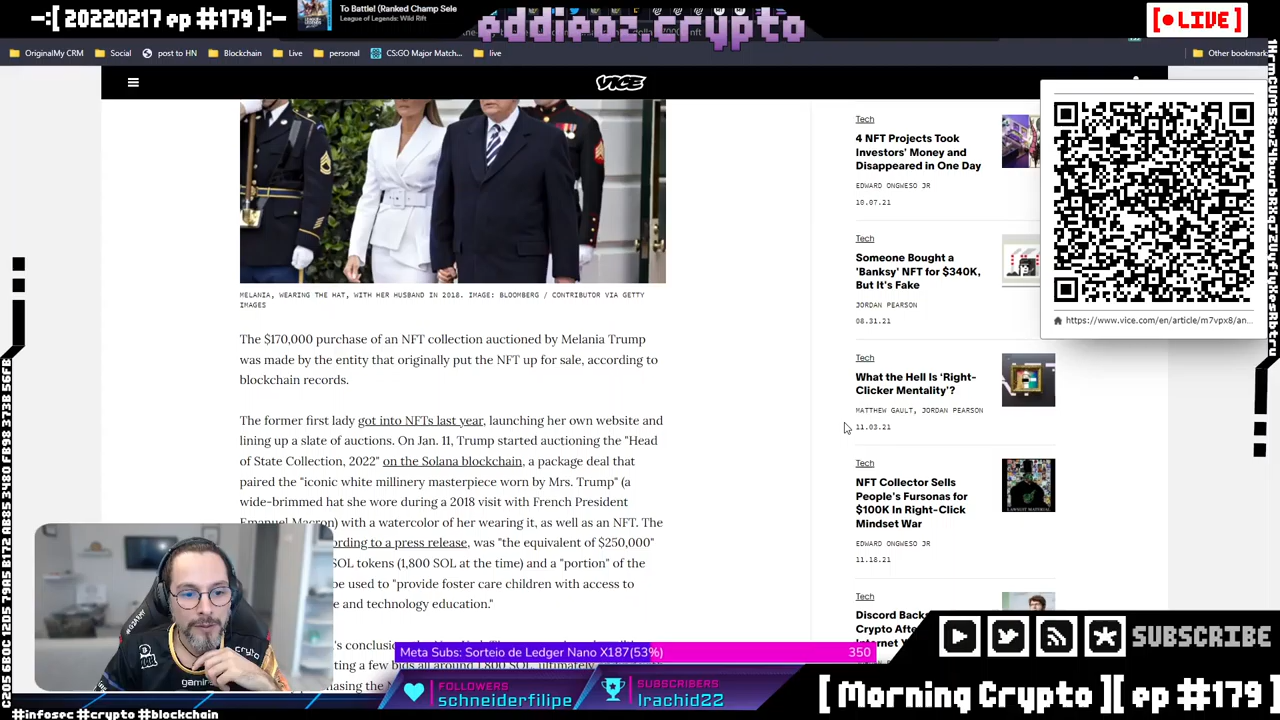 -:[ 20220217 ep #179 ]:-
To Battle! (Ranked Champ Sele
League of Legends: Wild Rift
eddieoz.crypto
[•LIVE]
OriginalMy CRM
Social
post to HN
Blockchain
Live
personal
CS:GO Major Match...
live
Other bookmark
VICE
MELANIA, WEARING THE HAT, WITH HER HUSBAND IN 2018. IMAGE: BLOOMBERG / CONTRIBUTOR VIA GETTY
IMAGES
The $170,000 purchase of an NFT collection auctioned by Melania Trump
was made by the entity that originally put the NFT up for sale, according to
blockchain records.
The former first lady got into NFTs last year, launching her own website and
lining up a slate of auctions. On Jan. 11, Trump started auctioning the "Head
of State Collection, 2022" on the Solana blockchain, a package deal that
paired the "iconic white millinery masterpiece worn by Mrs. Trump" (a
wide-brimmed hat she wore during a 2018 visit with French President
Emanuel Macron) with a watercolor of her wearing it, as well as an NFT. The
ording to a press release, was "the equivalent of $250,000"
SOL tokens (1,800 SOL at the time) and a "portion" of the
be used to "provide foster care children with access to
e and technology education."
Tech
4 NFT Projects Took
Investors' Money and
Disappeared in One Day
EDWARD ONGWESO JR
10.07.21
Tech
Someone Bought a
'Banksy' NFT for $340K,
But It's Fake
JORDAN PEARSON
08.31.21
Tech
What the Hell Is 'Right-
Clicker Mentality'?
MATTHEW GAULT, JORDAN PEARSON
11.03.21
Tech
NFT Collector Sells
People's Fursonas for
$100K In Right-Click
Mindset War
EDWARD ONGWESO JR
11.18.21
Tech
Discord Backs
Crypto Afte
Internet
https://www.vice.com/en/article/m7vpx8/an...
Meta Subs: Sorteio de Ledger Nano X187(53%)
350
FOLLOWERS
schneiderfilipe
SUBSCRIBERS
lrachid22
SUBSCRIBE
[ Morning Crypto ][ ep #179 ]
#infosec #crypto #blockchain